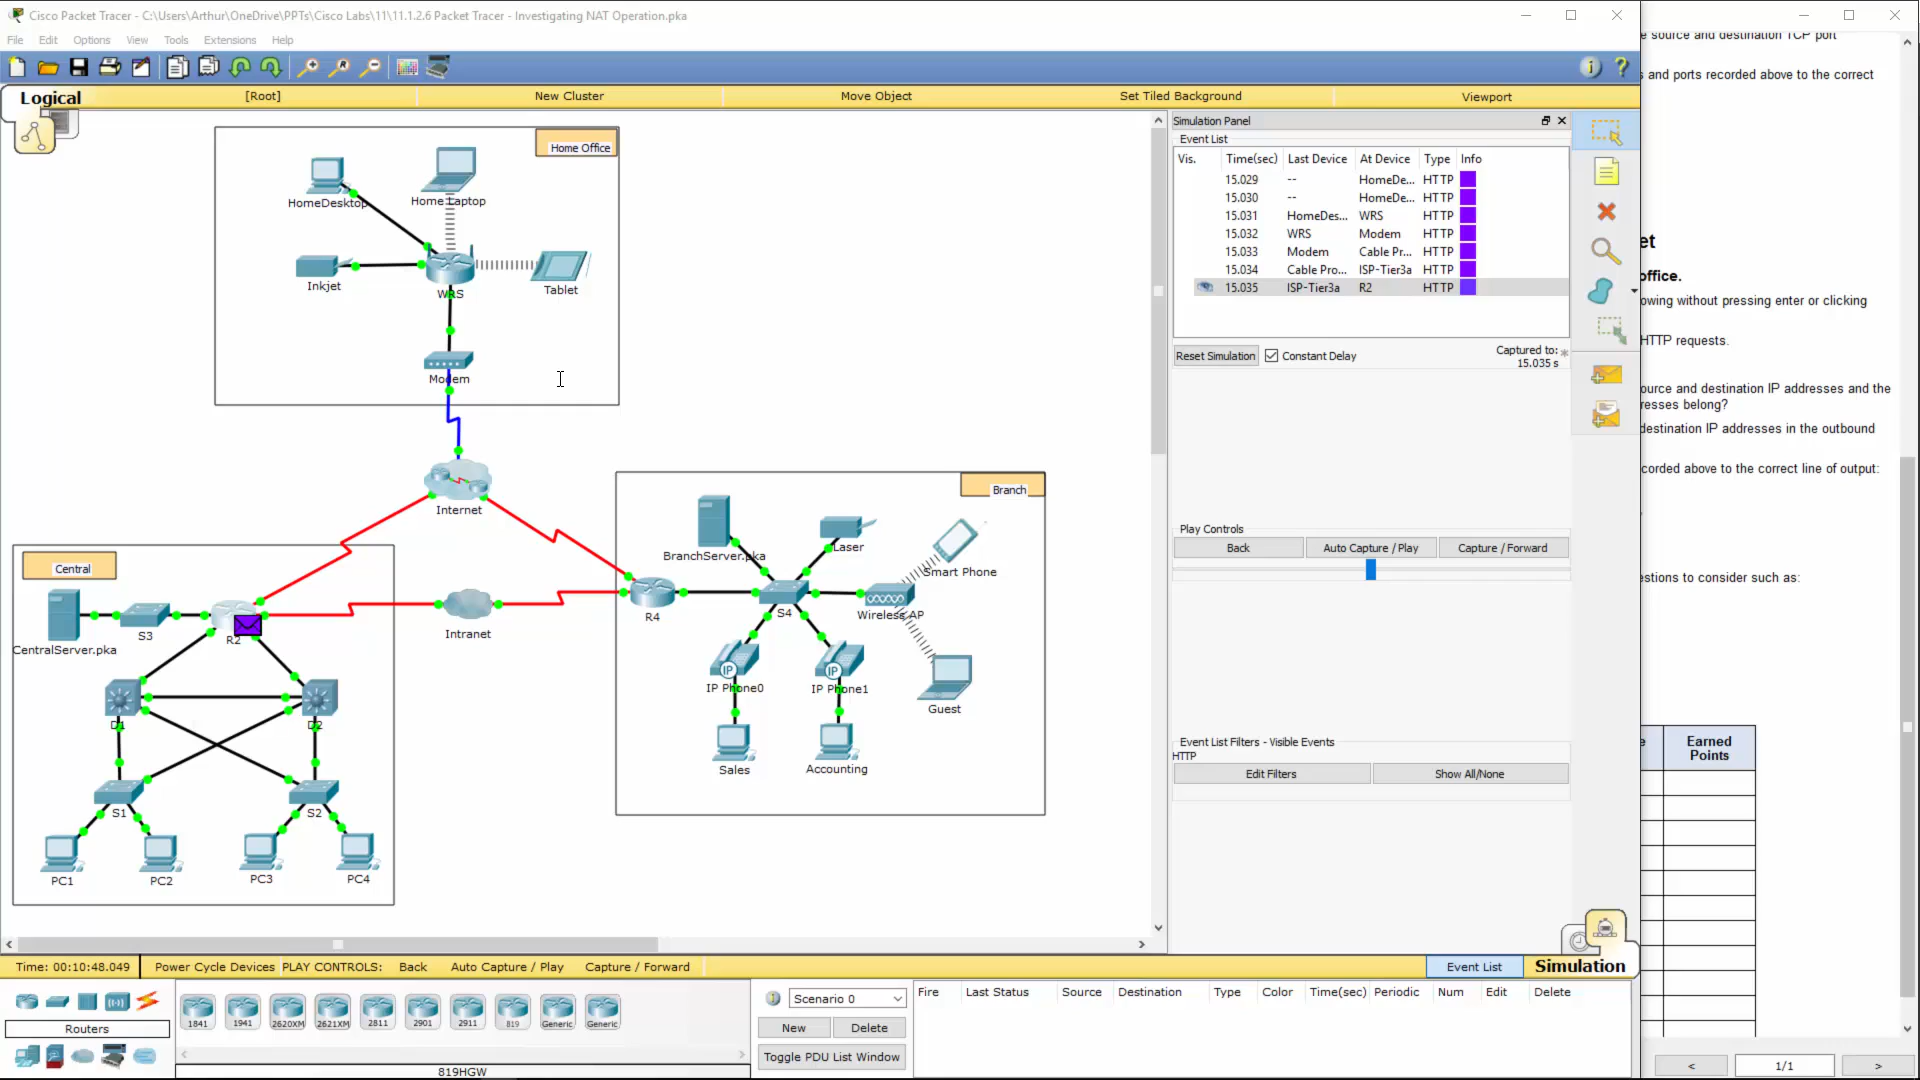 Cisco Packet Tracer - C:\Users\Arthur\OneDrive\PPTs\Cisco Labs\11\11.1.2.6 Packet Tracer - Investigating NAT Operation.pka
File Edit Options View Tools Extensions Help
Logical [Root] New Cluster Move Object Set Tiled Background Viewport
Home Office
HomeDesktop
Home Laptop
Inkjet
WRS
Tablet
Modem
Internet
Central
CentralServer.pka
S3
R2
Intranet
D1
D2
S1
S2
PC1
PC2
PC3
PC4
Branch
BranchServer.pka
Laser
Smart Phone
R4
S4
Wireless AP
IP
IP Phone0
IP
IP Phone1
Guest
Sales
Accounting
Simulation Panel
Event List
Vis. Time(sec) Last Device At Device Type Info
15.029 -- HomeDe... HTTP
15.030 -- HomeDe... HTTP
15.031 HomeDes... WRS HTTP
15.032 WRS Modem HTTP
15.033 Modem Cable Pr... HTTP
15.034 Cable Pro... ISP-Tier3a HTTP
15.035 ISP-Tier3a R2 HTTP
Reset Simulation Constant Delay Captured to: *
15.035 s
Play Controls
Back Auto Capture / Play Capture / Forward
Event List Filters - Visible Events
HTTP
Edit Filters Show All/None
Time: 00:10:48.049 Power Cycle Devices PLAY CONTROLS: Back Auto Capture / Play Capture / Forward Event List Simulation
Routers
1841 1941 2620XM 2621XM 2811 2901 2911 819 Generic Generic
819HGW
Scenario 0
New Delete
Toggle PDU List Window
Fire Last Status Source Destination Type Color Time(sec) Periodic Num Edit Delete
e source and destination TCP port
s and ports recorded above to the correct
et
office.
owing without pressing enter or clicking
HTTP requests.
ource and destination IP addresses and the
resses belong?
destination IP addresses in the outbound
corded above to the correct line of output:
estions to consider such as:
e Earned
Points
< 1/1 >